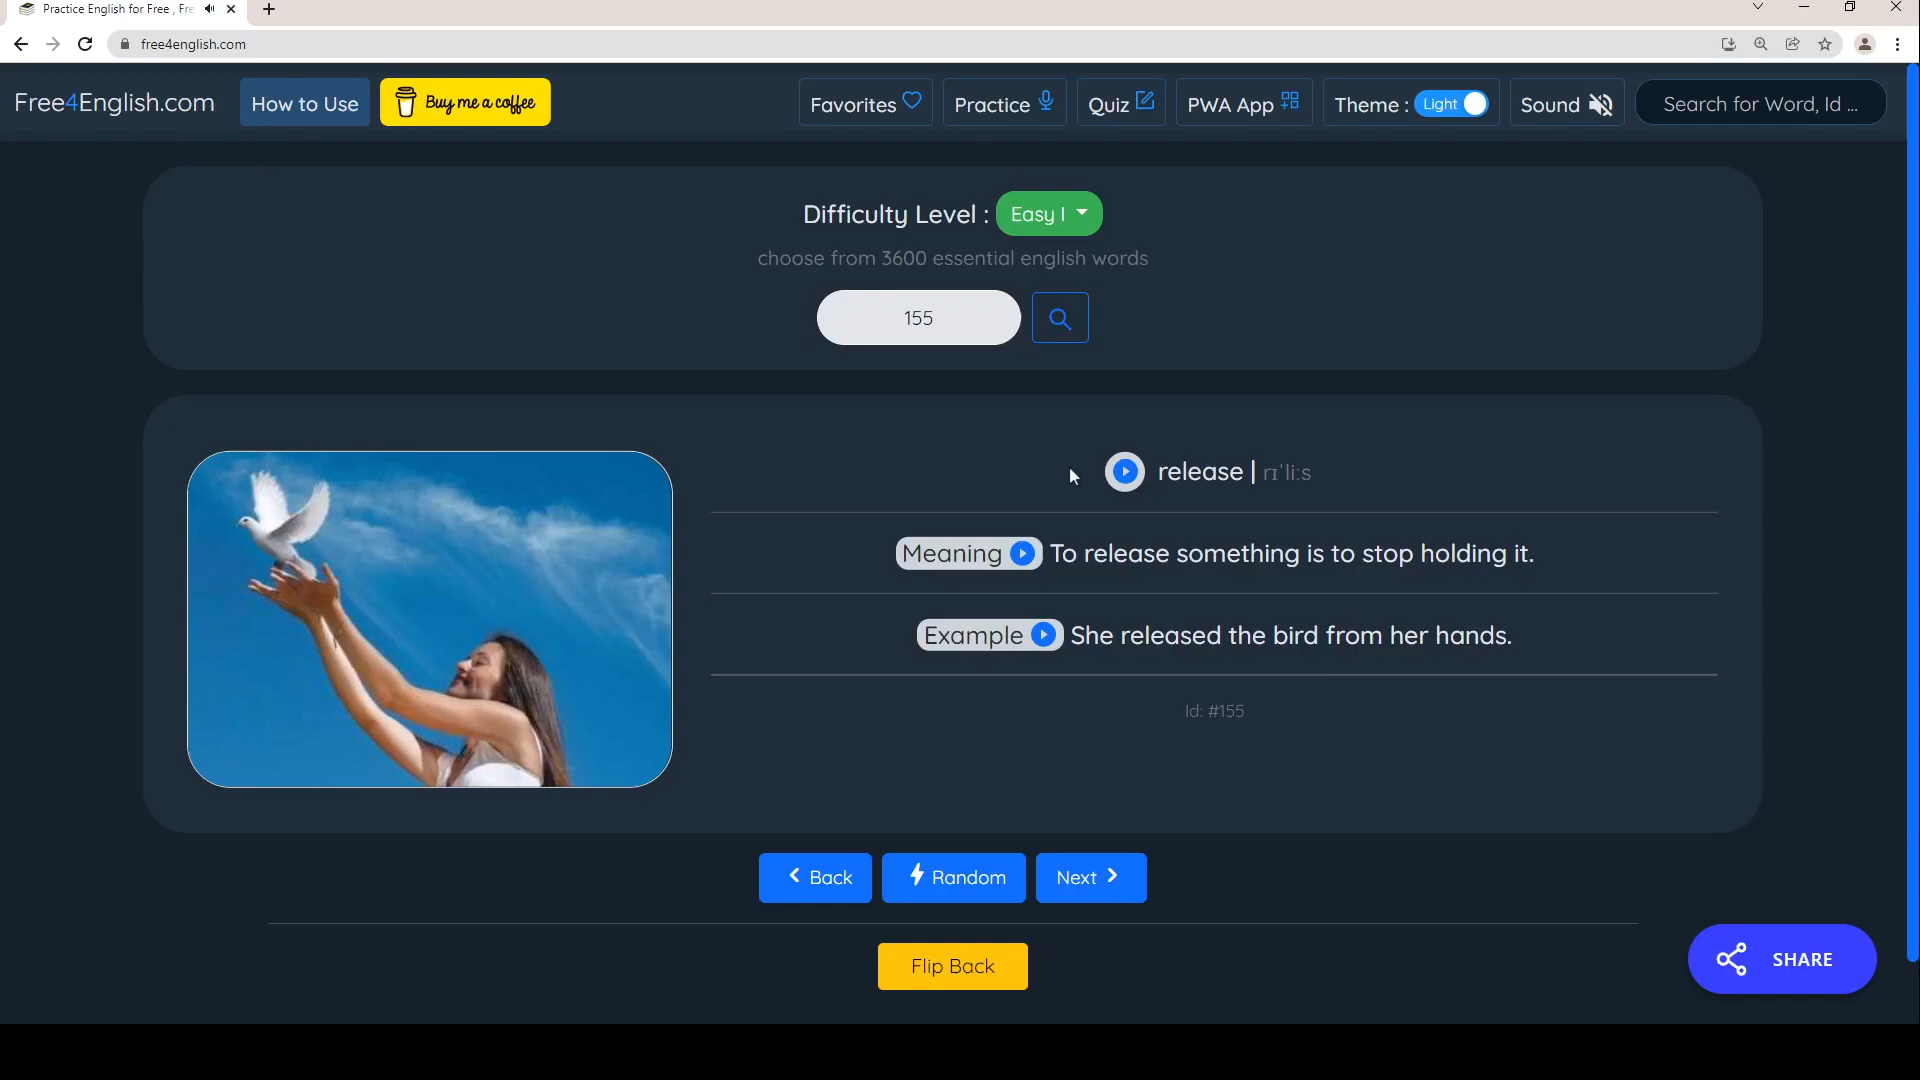 Practice English for Free , Fre
free4english.com
Free4English.com
How to Use
Buy me a coffee
Favorites
Practice
Quiz
PWA App
Theme : Light
Sound
Search for Word, Id ...
Difficulty Level : Easy I
choose from 3600 essential english words
155
release | rɪˈliːs
Meaning To release something is to stop holding it.
Example She released the bird from her hands.
Id: #155
Back
Random
Next
Flip Back
SHARE